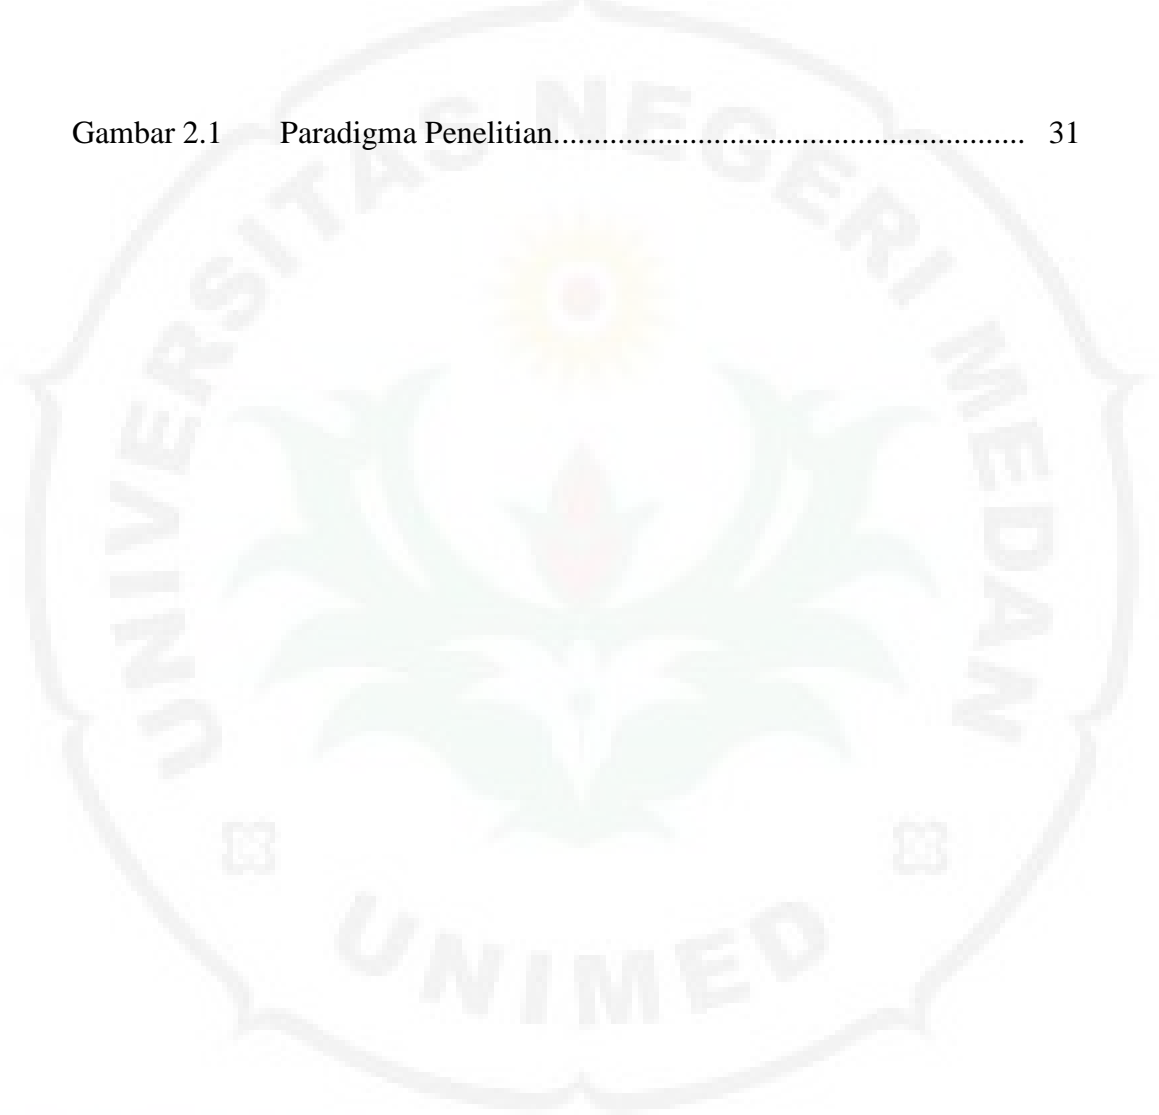 Gambar 2.1 Paradigma Penelitian........................................................... 31
UNIVERSITAS NEGERI MEDAN
UNIMED